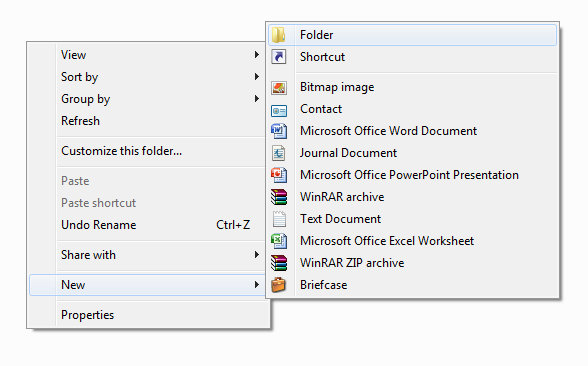 View
Sort by
Group by
Refresh
Customize this folder...
Paste
Paste shortcut
Undo Rename Ctrl+Z
Share with
New
Properties
Folder
Shortcut
Bitmap image
Contact
Microsoft Office Word Document
Journal Document
Microsoft Office PowerPoint Presentation
WinRAR archive
Text Document
Microsoft Office Excel Worksheet
WinRAR ZIP archive
Briefcase